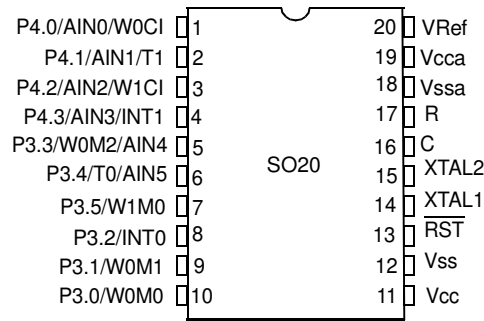 P4.0/AIN0/W0CI 1 20 VRef
P4.1/AIN1/T1 2 19 Vcca
P4.2/AIN2/W1CI 3 18 Vssa
P4.3/AIN3/INT1 4 17 R
P3.3/W0M2/AIN4 5 16 C
SO20
P3.4/T0/AIN5 6 15 XTAL2
P3.5/W1M0 7 14 XTAL1
P3.2/INT0 8 13 RST
P3.1/W0M1 9 12 Vss
P3.0/W0M0 10 11 Vcc